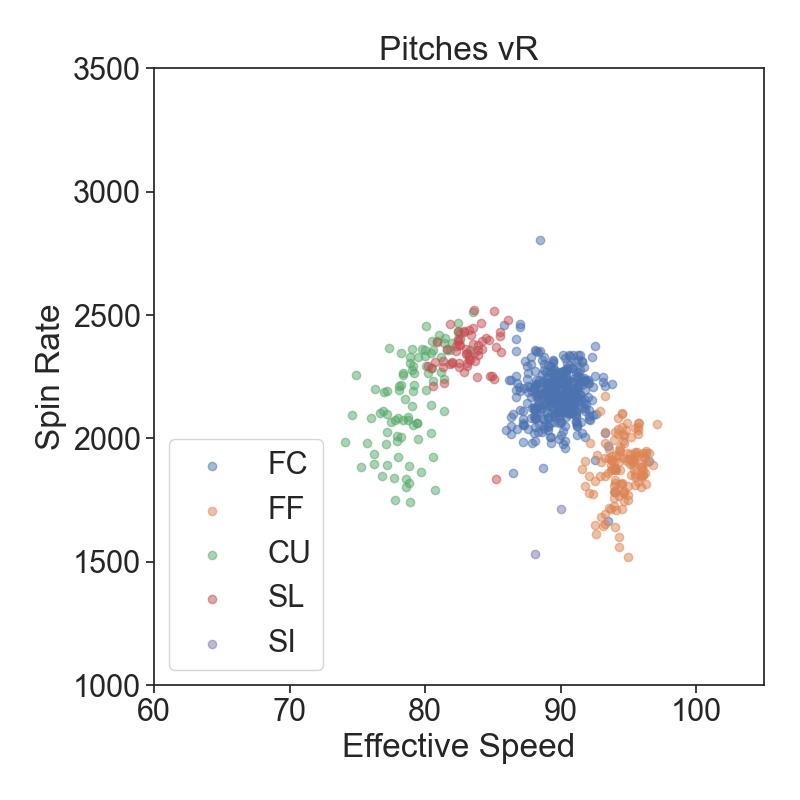 Pitches vR
3500
3000
2500
2000
1500
1000
Spin Rate
FC
FF
CU
SL
SI
60 70 80 90 100
Effective Speed